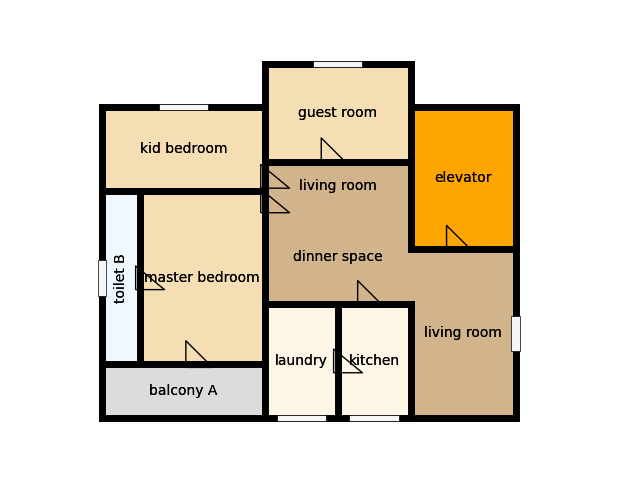 guest room
kid bedroom
elevator
living room
dinner space
toilet B
master bedroom
living room
laundry
kitchen
balcony A